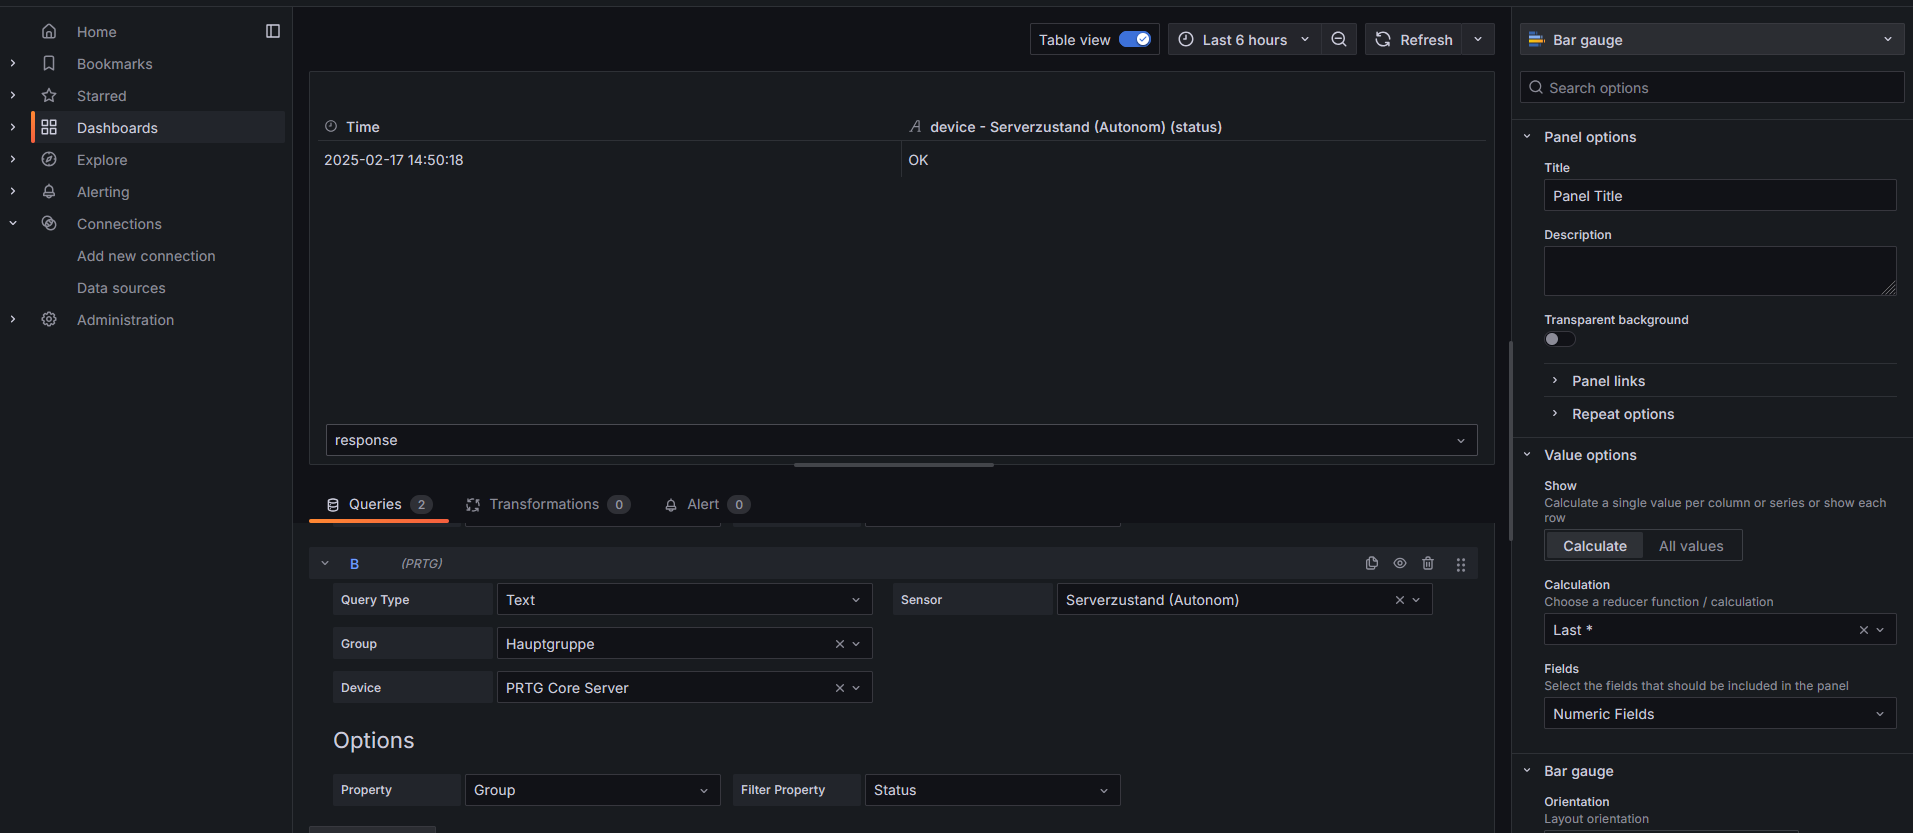 Home
Bookmarks
Starred
Dashboards
Explore
Alerting
Connections
Add new connection
Data sources
Administration
Table view
Last 6 hours
Refresh
Time
device - Serverzustand (Autonom) (status)
2025-02-17 14:50:18
OK
response
Queries 2
Transformations 0
Alert 0
B (PRTG)
Query Type Text
Sensor Serverzustand (Autonom)
Group Hauptgruppe
Device PRTG Core Server
Options
Property Group
Filter Property Status
Bar gauge
Search options
Panel options
Title
Panel Title
Description
Transparent background
Panel links
Repeat options
Value options
Show
Calculate a single value per column or series or show each
row
Calculate All values
Calculation
Choose a reducer function / calculation
Last *
Fields
Select the fields that should be included in the panel
Numeric Fields
Bar gauge
Orientation
Layout orientation